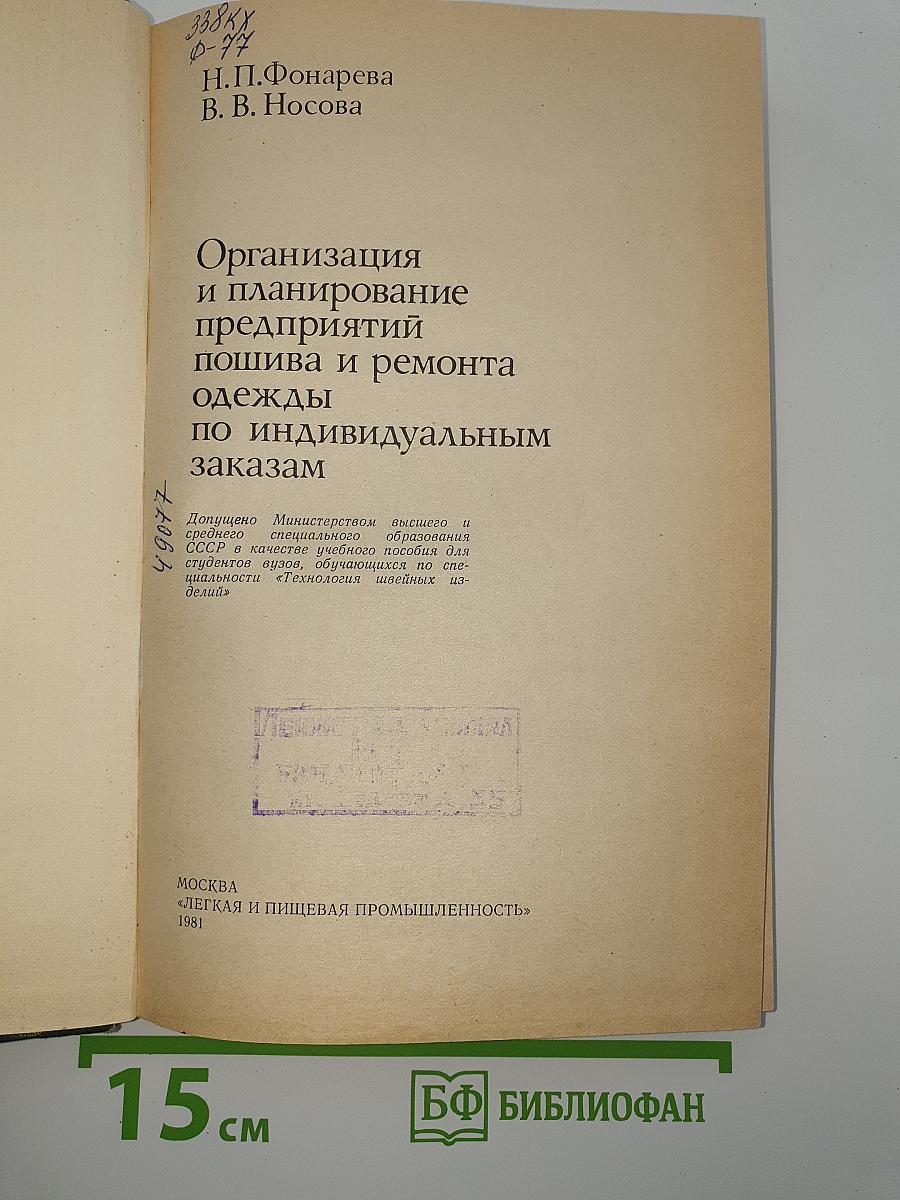 338КХ
Ф-77
Н.П.Фонарева
В. В. Носова
Организация
и планирование
предприятий
пошива и ремонта
одежды
по индивидуальным
заказам
49077
Допущено Министерством высшего и
среднего специального образования
СССР в качестве учебного пособия для
студентов вузов, обучающихся по спе-
циальности «Технология швейных из-
делий»
МОСКВА
«ЛЕГКАЯ И ПИЩЕВАЯ ПРОМЫШЛЕННОСТЬ»
1981
15 см
БФ БИБЛИОФАН